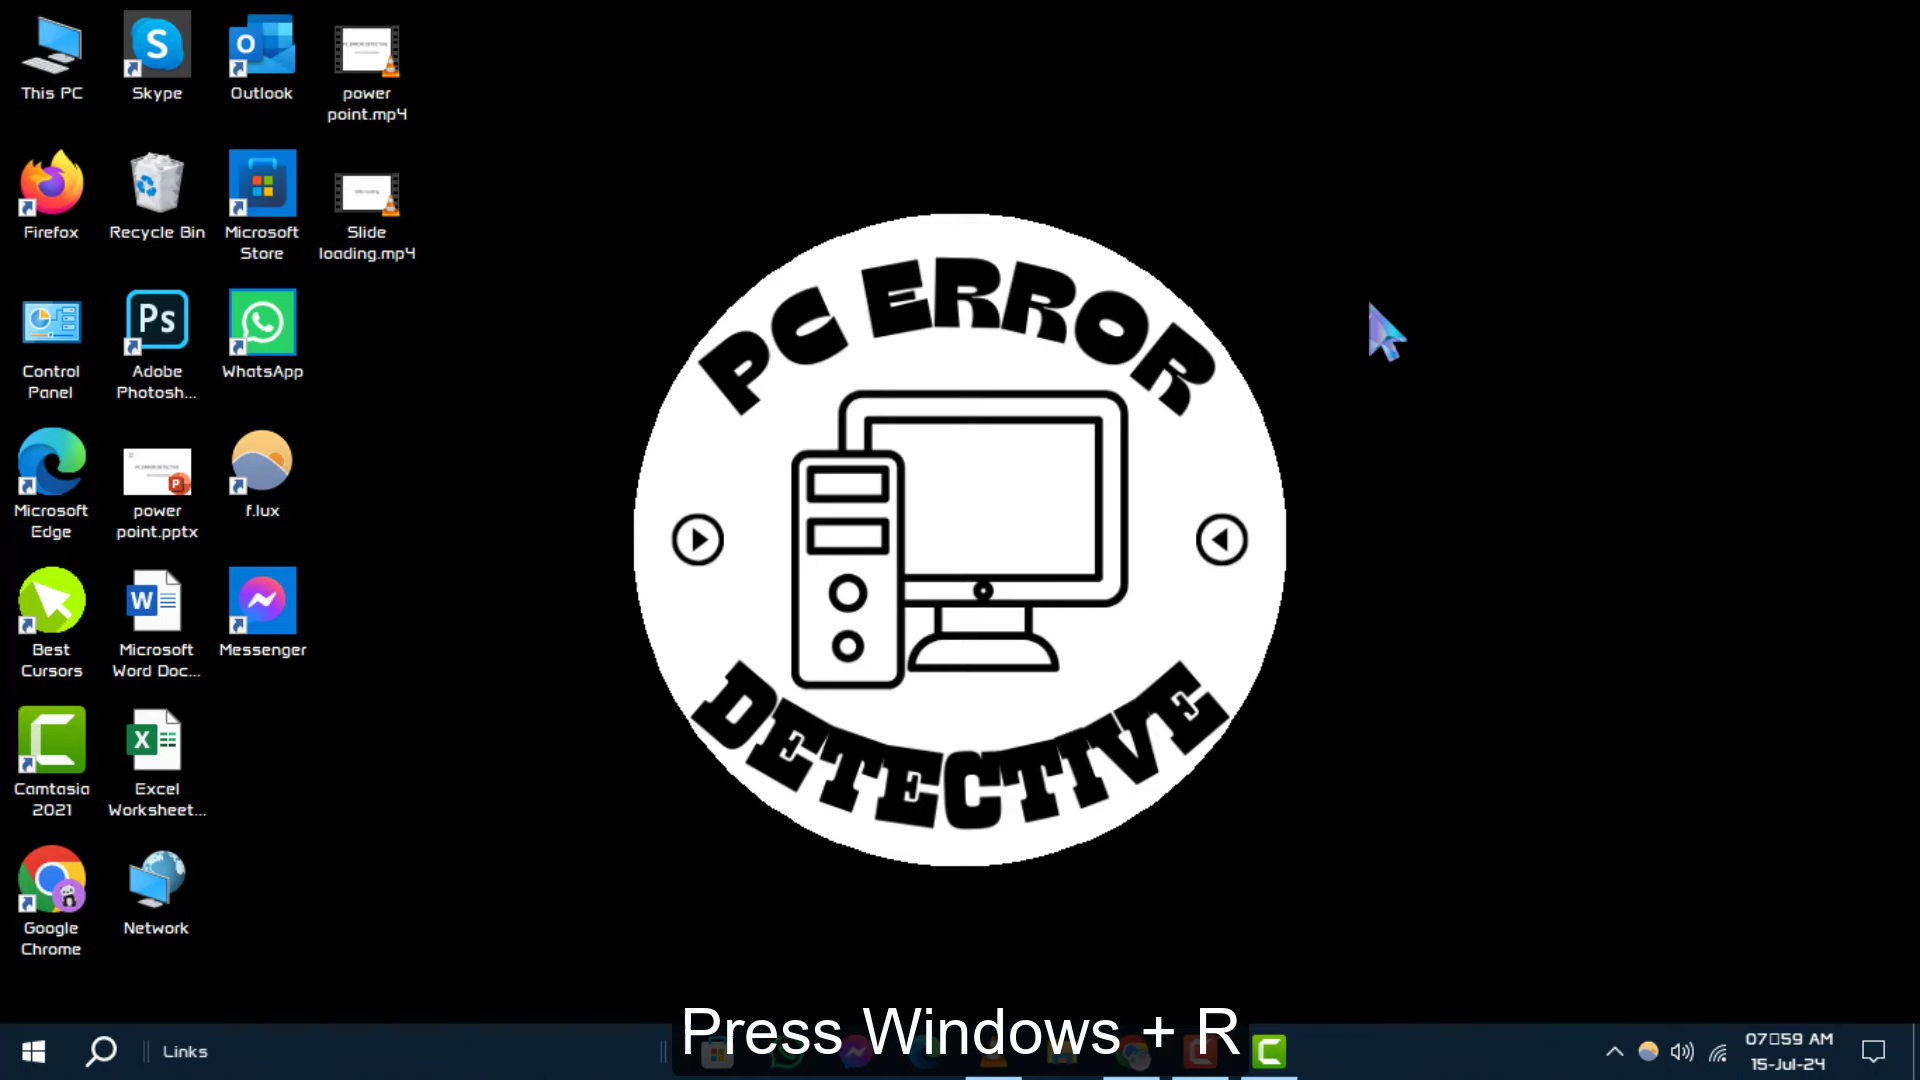 This PC
Skype
Outlook
power
point.mp4
Firefox
Recycle Bin
Microsoft
Store
Slide
loading.mp4
Control
Panel
Adobe
Photosh...
WhatsApp
Microsoft
Edge
power
point.pptx
f.lux
Best
Cursors
Microsoft
Word Doc...
Messenger
Camtasia
2021
Excel
Worksheet...
Google
Chrome
Network
PC ERROR
DETECTIVE
Press Windows + R
Links
07▯59 AM
15-Jul-24